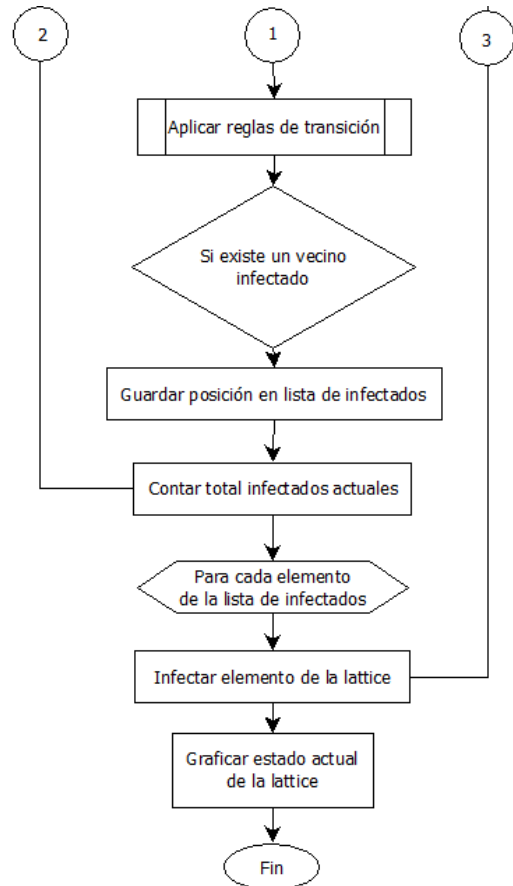 2
1
3
Aplicar reglas de transición
Si existe un vecino
infectado
Guardar posición en lista de infectados
Contar total infectados actuales
Para cada elemento
de la lista de infectados
Infectar elemento de la lattice
Graficar estado actual
de la lattice
Fin